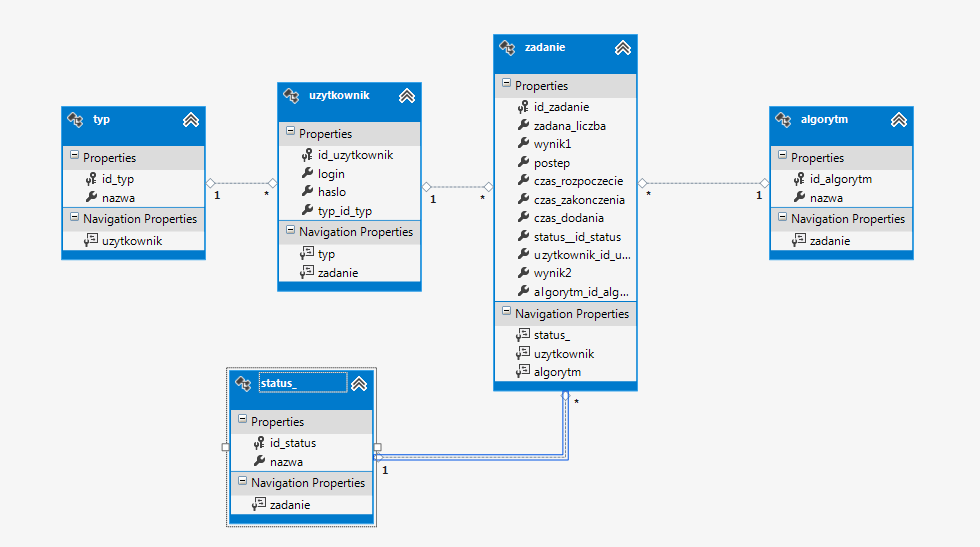 typ
Properties
id_typ
nazwa
Navigation Properties
uzytkownik
1
*
uzytkownik
Properties
id_uzytkownik
login
haslo
typ_id_typ
Navigation Properties
typ
zadanie
1
*
zadanie
Properties
id_zadanie
zadana_liczba
wynik1
postep
czas_rozpoczecie
czas_zakonczenia
czas_dodania
status__id_status
uzytkownik_id_u...
wynik2
algorytm_id_alg...
Navigation Properties
status_
uzytkownik
algorytm
*
1
algorytm
Properties
id_algorytm
nazwa
Navigation Properties
zadanie
*
1
status_
Properties
id_status
nazwa
Navigation Properties
zadanie